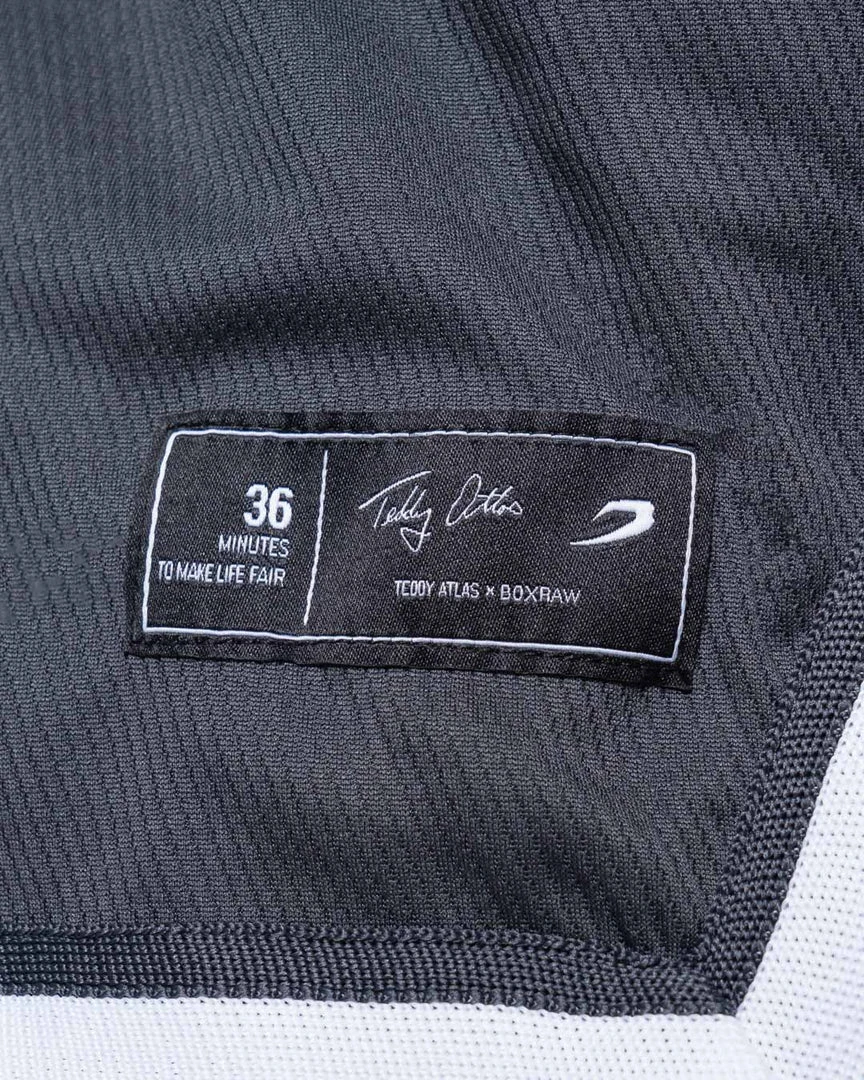 36
MINUTES
TO MAKE LIFE FAIR
Teddy Atlas
TEDDY ATLAS × BOXRAW